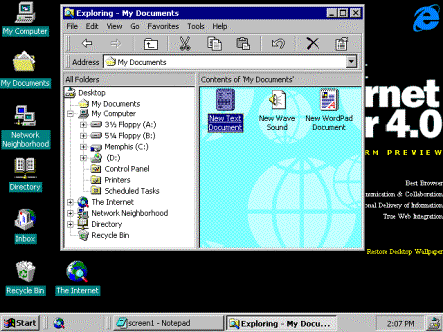 My Computer
My Documents
Network
Neighborhood
Directory
Inbox
Recycle Bin
The Internet
Exploring - My Documents
File Edit View Go Favorites Tools Help
Address My Documents
All Folders
Contents of 'My Documents'
Desktop
My Documents
My Computer
3½ Floppy (A:)
5¼ Floppy (B:)
Memphis (C:)
(D:)
Control Panel
Printers
Scheduled Tasks
The Internet
Network Neighborhood
Directory
Recycle Bin
New Text
Document
New Wave
Sound
New WordPad
Document
rnet
r 4.0
RM PREVIEW
Best Browser
munication & Collaboration
onal Delivery of Information
True Web Integration
Restore Desktop Wallpaper
Start
screen1 - Notepad
Exploring - My Docu...
2:07 PM